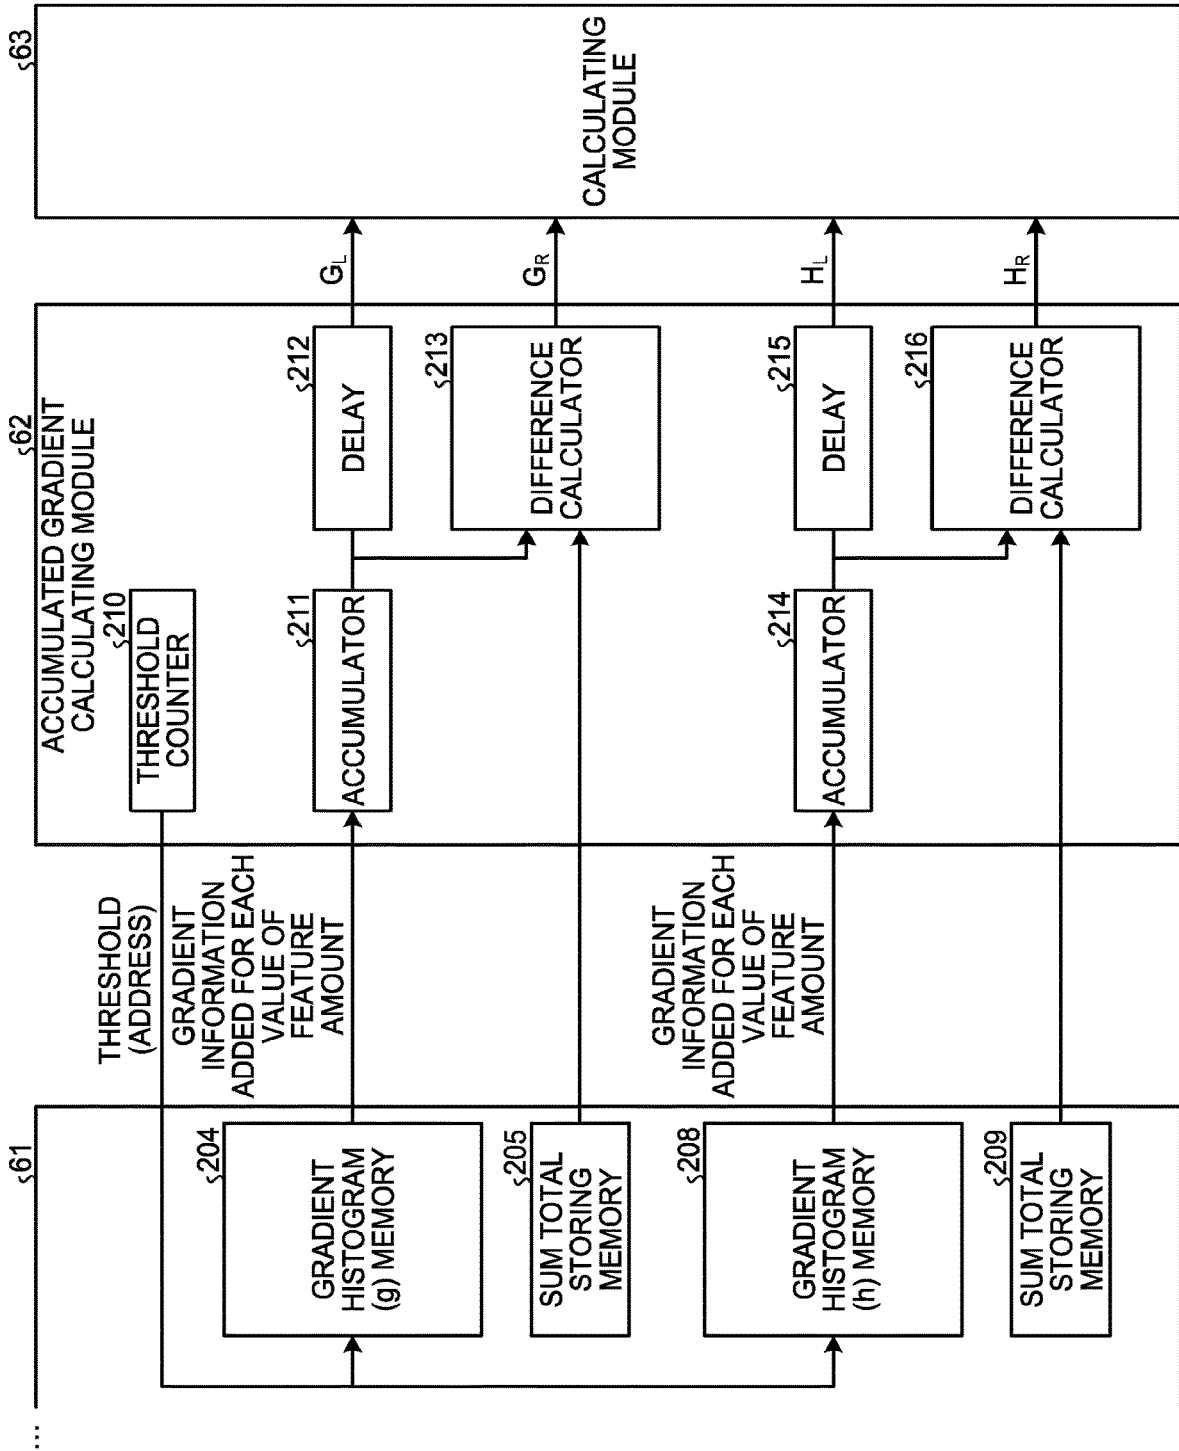 61
62
63
ACCUMULATED GRADIENT
CALCULATING MODULE
210
THRESHOLD
COUNTER
THRESHOLD
(ADDRESS)
204
GRADIENT
HISTOGRAM
(g) MEMORY
GRADIENT
INFORMATION
ADDED FOR EACH
VALUE OF
FEATURE
AMOUNT
211
ACCUMULATOR
212
DELAY
GL
205
SUM TOTAL
STORING
MEMORY
213
DIFFERENCE
CALCULATOR
GR
CALCULATING
MODULE
208
GRADIENT
HISTOGRAM
(h) MEMORY
GRADIENT
INFORMATION
ADDED FOR EACH
VALUE OF
FEATURE
AMOUNT
214
ACCUMULATOR
215
DELAY
HL
209
SUM TOTAL
STORING
MEMORY
216
DIFFERENCE
CALCULATOR
HR
...